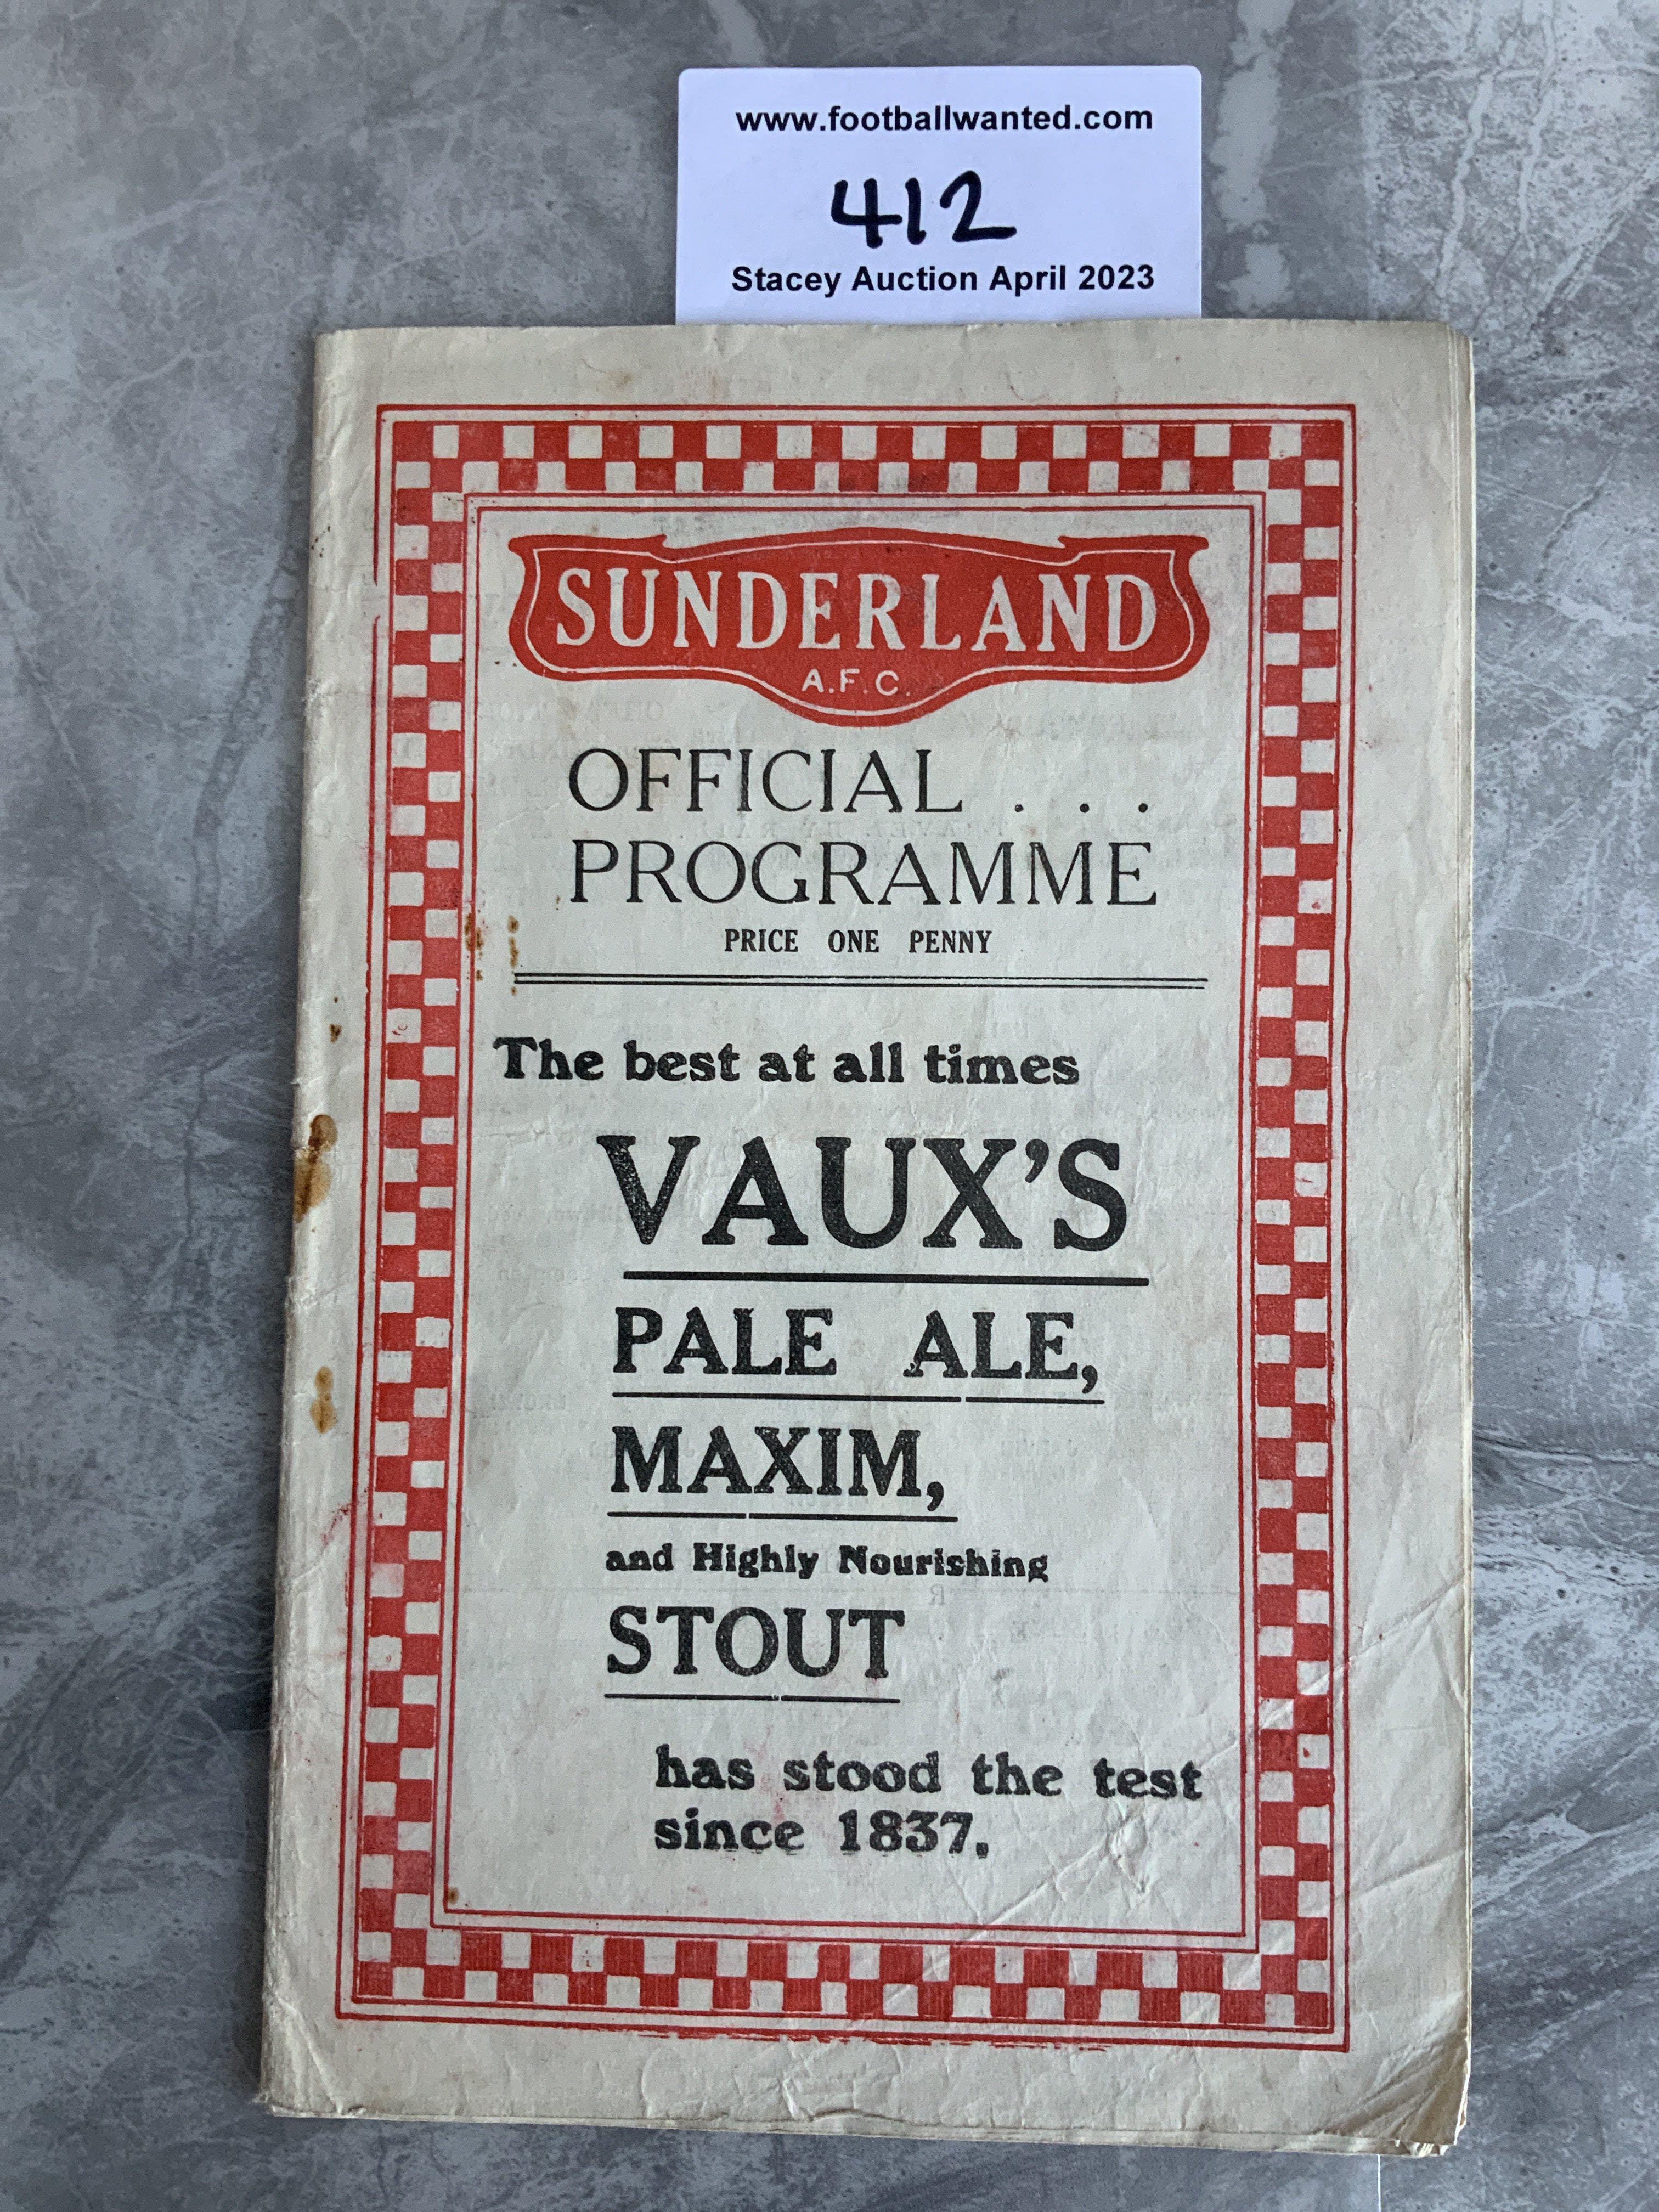 www.footballwanted.com
412
Stacey Auction April 2023
SUNDERLAND
A.F.C.
OFFICIAL . . .
PROGRAMME
PRICE ONE PENNY
The best at all times
VAUX'S
PALE ALE,
MAXIM,
and Highly Nourishing
STOUT
has stood the test
since 1837.